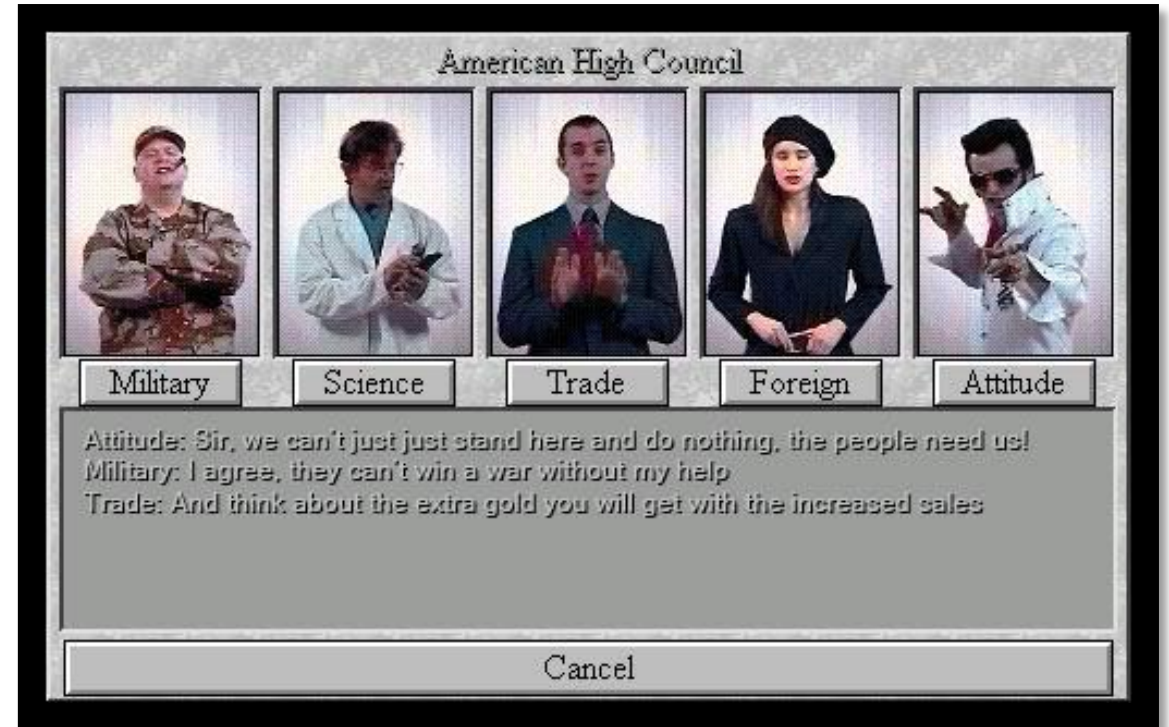 American High Council
Military
Science
Trade
Foreign
Attitude
Attitude: Sir, we can't just just stand here and do nothing, the people need us!
Military: I agree, they can't win a war without my help
Trade: And think about the extra gold you will get with the increased sales
Cancel